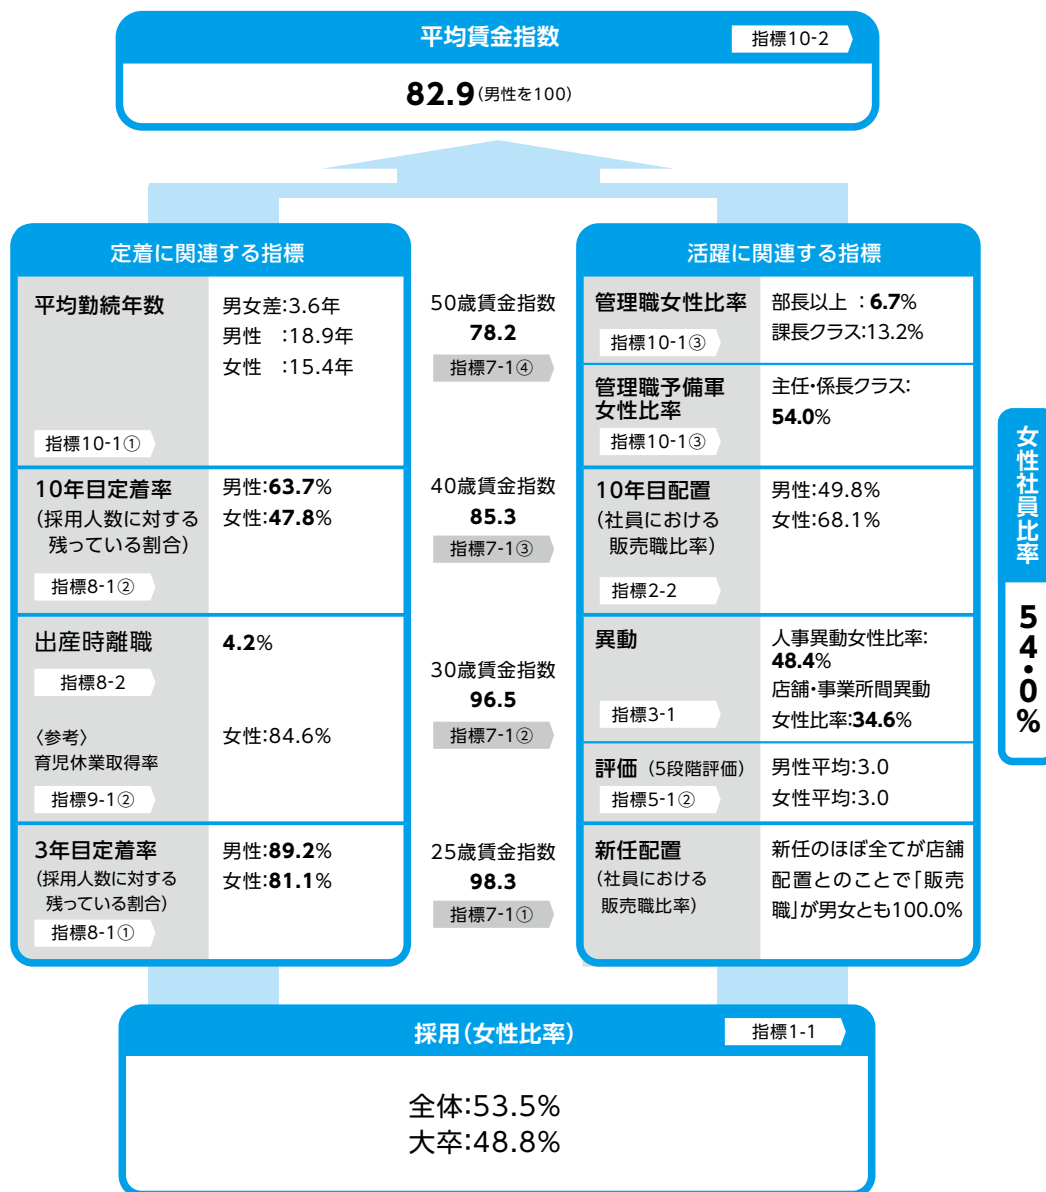 平均賃金指数
指標10-2
82.9(男性を100)
定着に関連する指標
平均勤続年数
男女差:3.6年
男性 :18.9年
女性 :15.4年
指標10-1①
10年目定着率
(採用人数に対する
残っている割合)
男性:63.7%
女性:47.8%
指標8-1②
出産時離職
4.2%
指標8-2
〈参考〉
育児休業取得率
女性:84.6%
指標9-1②
3年目定着率
(採用人数に対する
残っている割合)
男性:89.2%
女性:81.1%
指標8-1①
50歳賃金指数
78.2
指標7-1④
40歳賃金指数
85.3
指標7-1③
30歳賃金指数
96.5
指標7-1②
25歳賃金指数
98.3
指標7-1①
活躍に関連する指標
管理職女性比率
部長以上 :6.7%
課長クラス:13.2%
指標10-1③
管理職予備軍
女性比率
主任・係長クラス:
54.0%
指標10-1③
10年目配置
(社員における
販売職比率)
男性:49.8%
女性:68.1%
指標2-2
異動
人事異動女性比率:
48.4%
店舗・事業所間異動
女性比率:34.6%
指標3-1
評価(5段階評価)
男性平均:3.0
女性平均:3.0
指標5-1②
新任配置
(社員における
販売職比率)
新任のほぼ全てが店舗
配置とのことで「販売
職」が男女とも100.0%
女性社員比率
54・0%
採用(女性比率)
指標1-1
全体:53.5%
大卒:48.8%